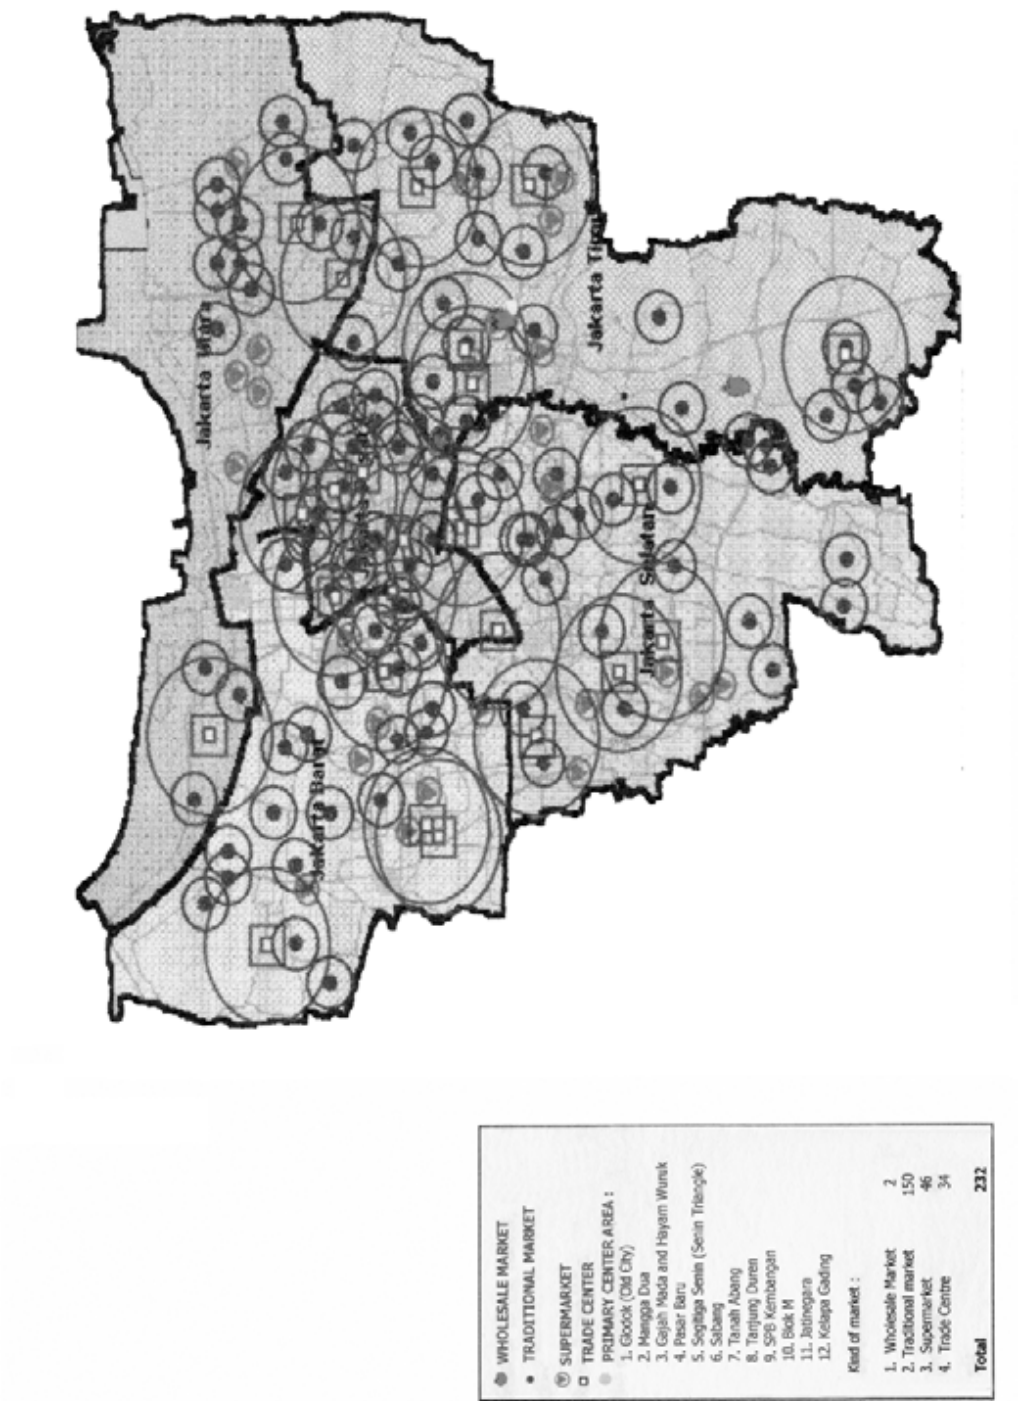 Jakarta Utara
Jakarta Timur
Jakarta Selatan
Jakarta Barat
WHOLESALE MARKET
TRADITIONAL MARKET
SUPERMARKET
TRADE CENTER
PRIMARY CENTER AREA :
1. Glodok (Old City)
2. Mangga Dua
3. Gajah Mada and Hayam Wuruk
4. Pasar Baru
5. Segitiga Senin (Senin Triangle)
6. Sabang
7. Tanah Abang
8. Tanjung Duren
9. SPB Kembangan
10. Blok M
11. Jatinegara
12. Kelapa Gading
Kind of market :
1. Wholesale Market 2
2. Traditional market 150
3. Supermarket 46
4. Trade Centre 34
Total 232